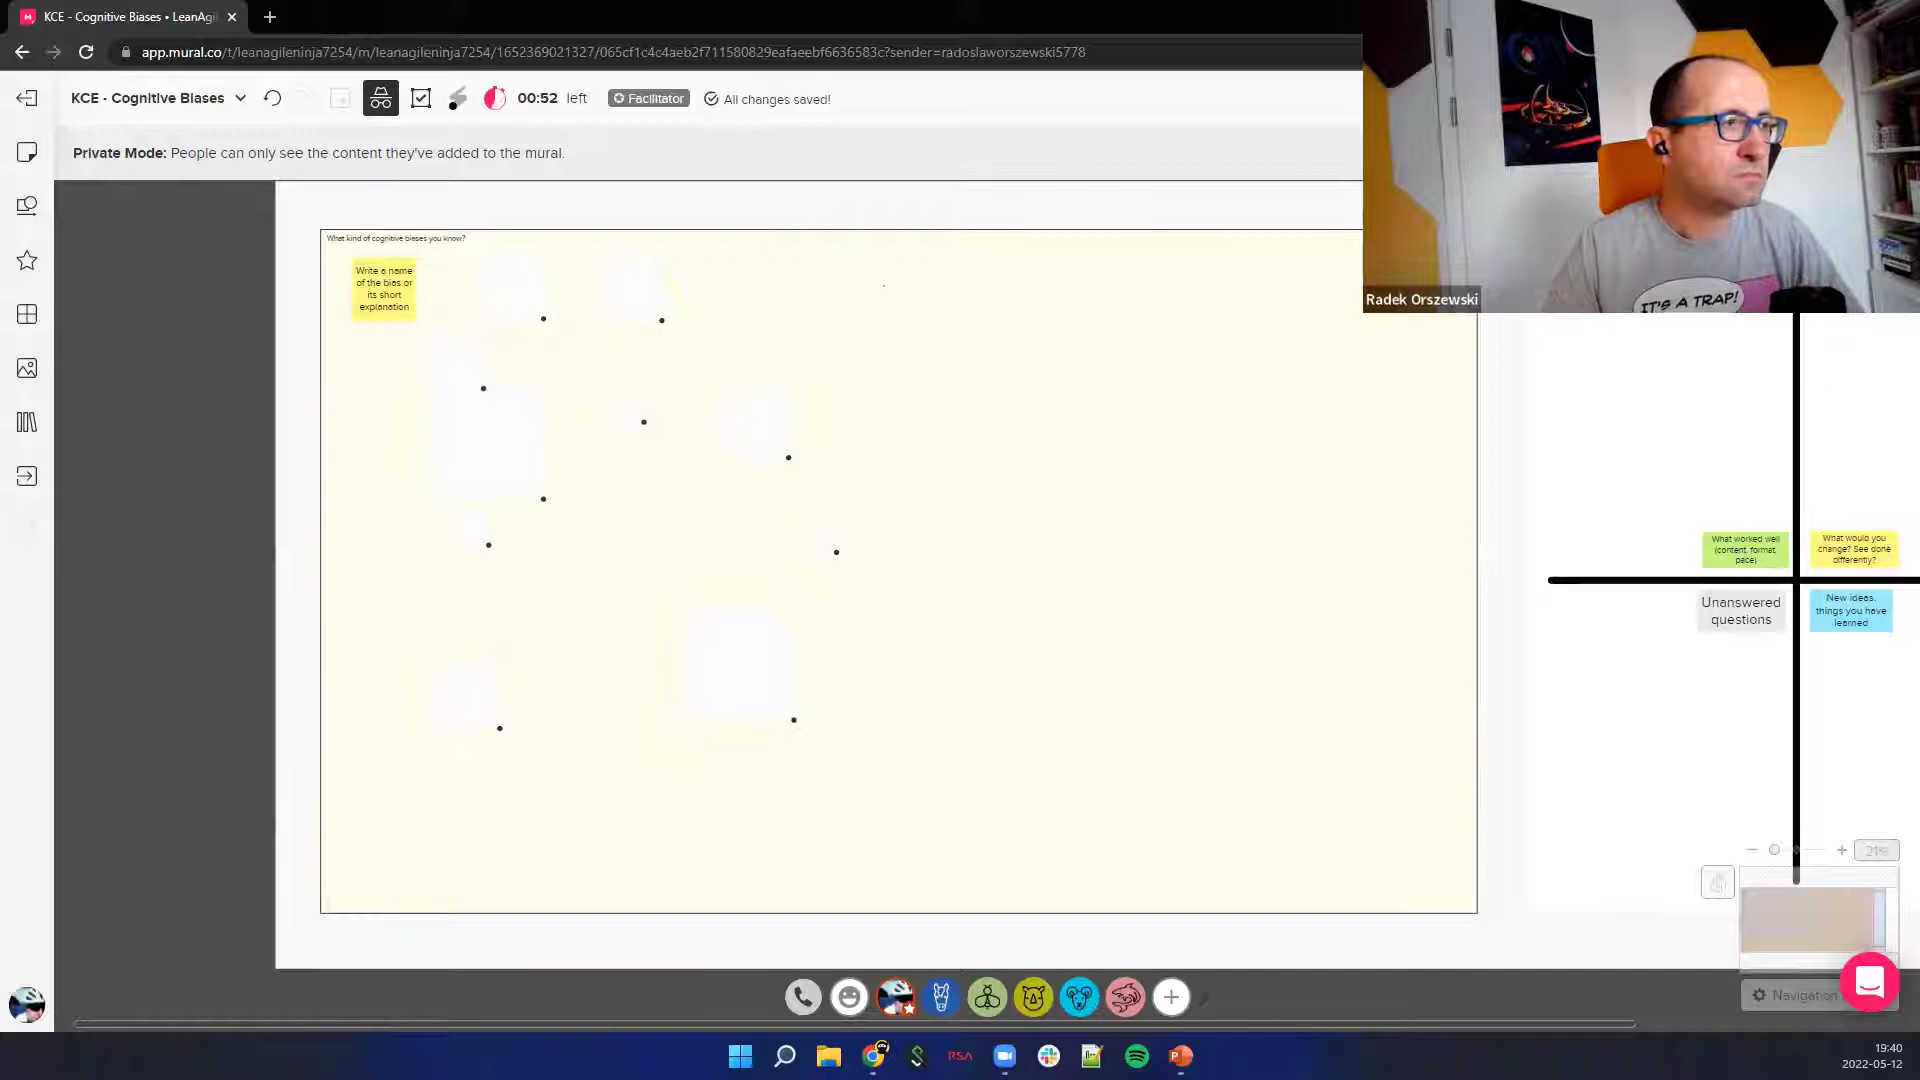 KCE - Cognitive Biases • LeanAgil
app.mural.co/t/leanagileninja7254/m/leanagileninja7254/1652369021327/065cf1c4c4aeb2f711580829eafaeebf6636583c?sender=radoslaworszewski5778
KCE - Cognitive Biases
00:52 left
Facilitator
All changes saved!
Private Mode: People can only see the content they've added to the mural.
What kind of cognitive biases you know?
Write a name
of the bias or
its short
explanation
IT'S A TRAP!
Radek Orszewski
What worked well
(content, format,
pace)
What would you
change? See done
differently?
Unanswered
questions
New ideas,
things you have
learned
21%
Navigation
RSA
19:40
2022-05-12